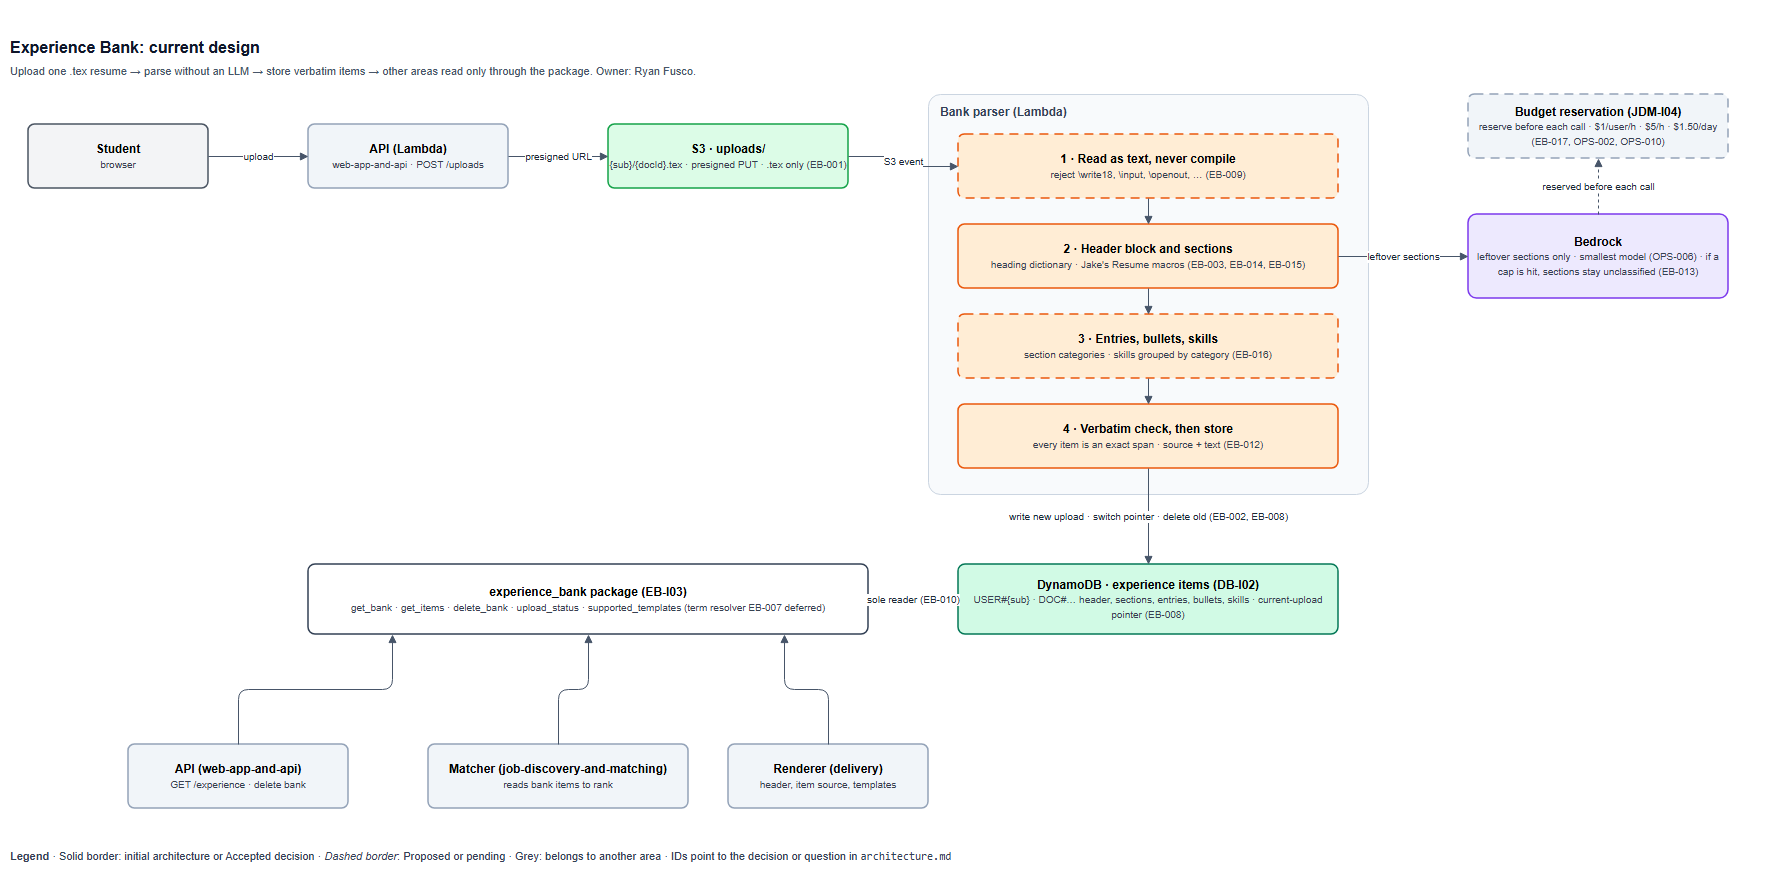 Experience Bank: current design
Upload one .tex resume → parse without an LLM → store verbatim items → other areas read only through the package. Owner: Ryan Fusco.
Student
browser
upload
API (Lambda)
web-app-and-api · POST /uploads
presigned URL
S3 · uploads/
{sub}/{docId}.tex · presigned PUT · .tex only (EB-001)
S3 event
Bank parser (Lambda)
1 · Read as text, never compile
reject \write18, \input, \openout, … (EB-009)
2 · Header block and sections
heading dictionary · Jake's Resume macros (EB-003, EB-014, EB-015)
3 · Entries, bullets, skills
section categories · skills grouped by category (EB-016)
4 · Verbatim check, then store
every item is an exact span · source + text (EB-012)
leftover sections
Budget reservation (JDM-I04)
reserve before each call · $1/user/h · $5/h · $1.50/day
(EB-017, OPS-002, OPS-010)
reserved before each call
Bedrock
leftover sections only · smallest model (OPS-006) · if a
cap is hit, sections stay unclassified (EB-013)
write new upload · switch pointer · delete old (EB-002, EB-008)
experience_bank package (EB-I03)
get_bank · get_items · delete_bank · upload_status · supported_templates (term resolver EB-007 deferred)
sole reader (EB-010)
DynamoDB · experience items (DB-I02)
USER#{sub} · DOC#… header, sections, entries, bullets, skills · current-upload
pointer (EB-008)
API (web-app-and-api)
GET /experience · delete bank
Matcher (job-discovery-and-matching)
reads bank items to rank
Renderer (delivery)
header, item source, templates
Legend · Solid border: initial architecture or Accepted decision · Dashed border: Proposed or pending · Grey: belongs to another area · IDs point to the decision or question in architecture.md